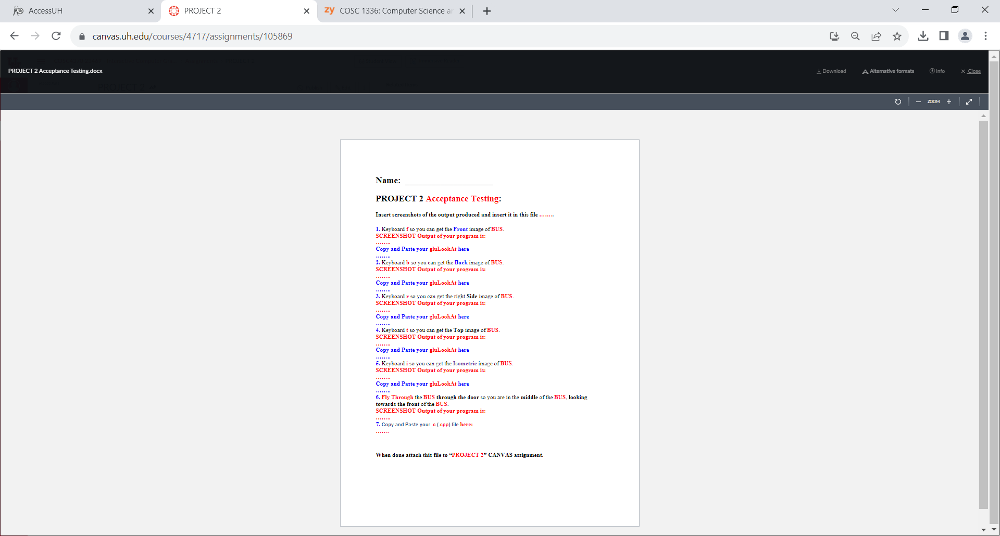 AccessUH
PROJECT 2
COSC 1336: Computer Science ar
canvas.uh.edu/courses/4717/assignments/105869
PROJECT 2 Acceptance Testing.docx
Download
Alternative formats
Info
Close
PROJECT 2
ZOOM
Name: ____________________
PROJECT 2 Acceptance Testing:
Insert screenshots of the output produced and insert it in this file ……..
1. Keyboard f so you can get the Front image of BUS.
SCREENSHOT Output of your program is:
……..
Copy and Paste your gluLookAt here
……..
2. Keyboard b so you can get the Back image of BUS.
SCREENSHOT Output of your program is:
……..
Copy and Paste your gluLookAt here
……..
3. Keyboard r so you can get the right Side image of BUS.
SCREENSHOT Output of your program is:
……..
Copy and Paste your gluLookAt here
……..
4. Keyboard t so you can get the Top image of BUS.
SCREENSHOT Output of your program is:
……..
Copy and Paste your gluLookAt here
……..
5. Keyboard i so you can get the Isometric image of BUS.
SCREENSHOT Output of your program is:
……..
Copy and Paste your gluLookAt here
……..
6. Fly Through the BUS through the door so you are in the middle of the BUS, looking
towards the front of the BUS.
SCREENSHOT Output of your program is:
……..
7. Copy and Paste your .c (.cpp) file here:
…….
When done attach this file to “PROJECT 2” CANVAS assignment.